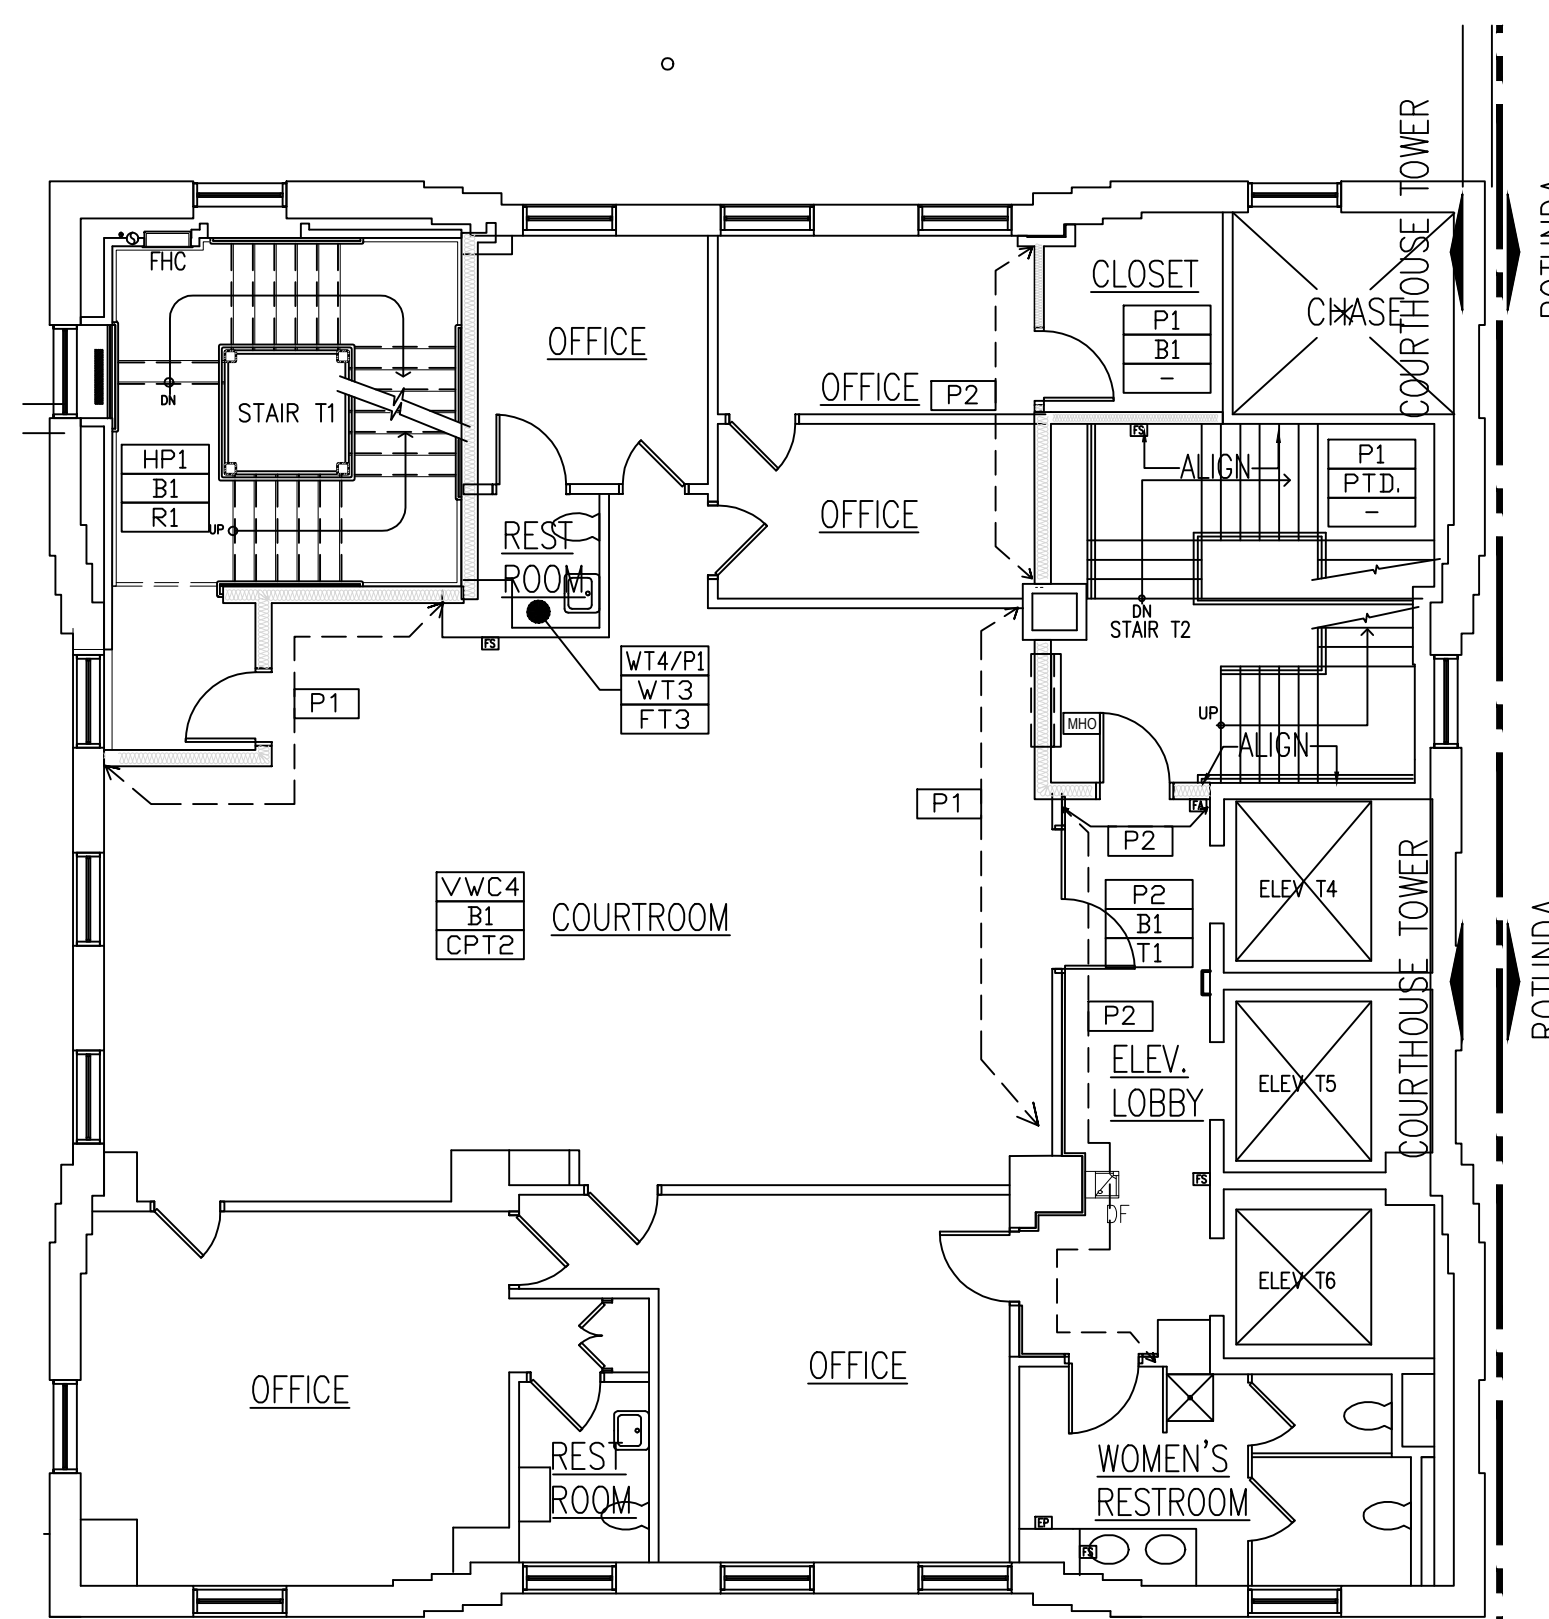 COURTHOUSE TOWER
ROTUNDA
FHC
CLOSET
P1
B1
-
CHASE
OFFICE
OFFICE
P2
DN
STAIR T1
HP1
B1
R1
UP
FS
ALIGN
P1
PTD.
-
OFFICE
REST
ROOM
DN
STAIR T2
FS
WT4/P1
WT3
FT3
P1
MHO
UP
ALIGN
P1
FA
P2
VWC4
B1
CPT2
COURTROOM
P2
B1
T1
ELEV T4
COURTHOUSE TOWER
ROTUNDA
P2
ELEV.
LOBBY
ELEV T5
FS
DF
ELEV T6
OFFICE
OFFICE
REST
ROOM
WOMEN'S
RESTROOM
EP
FS